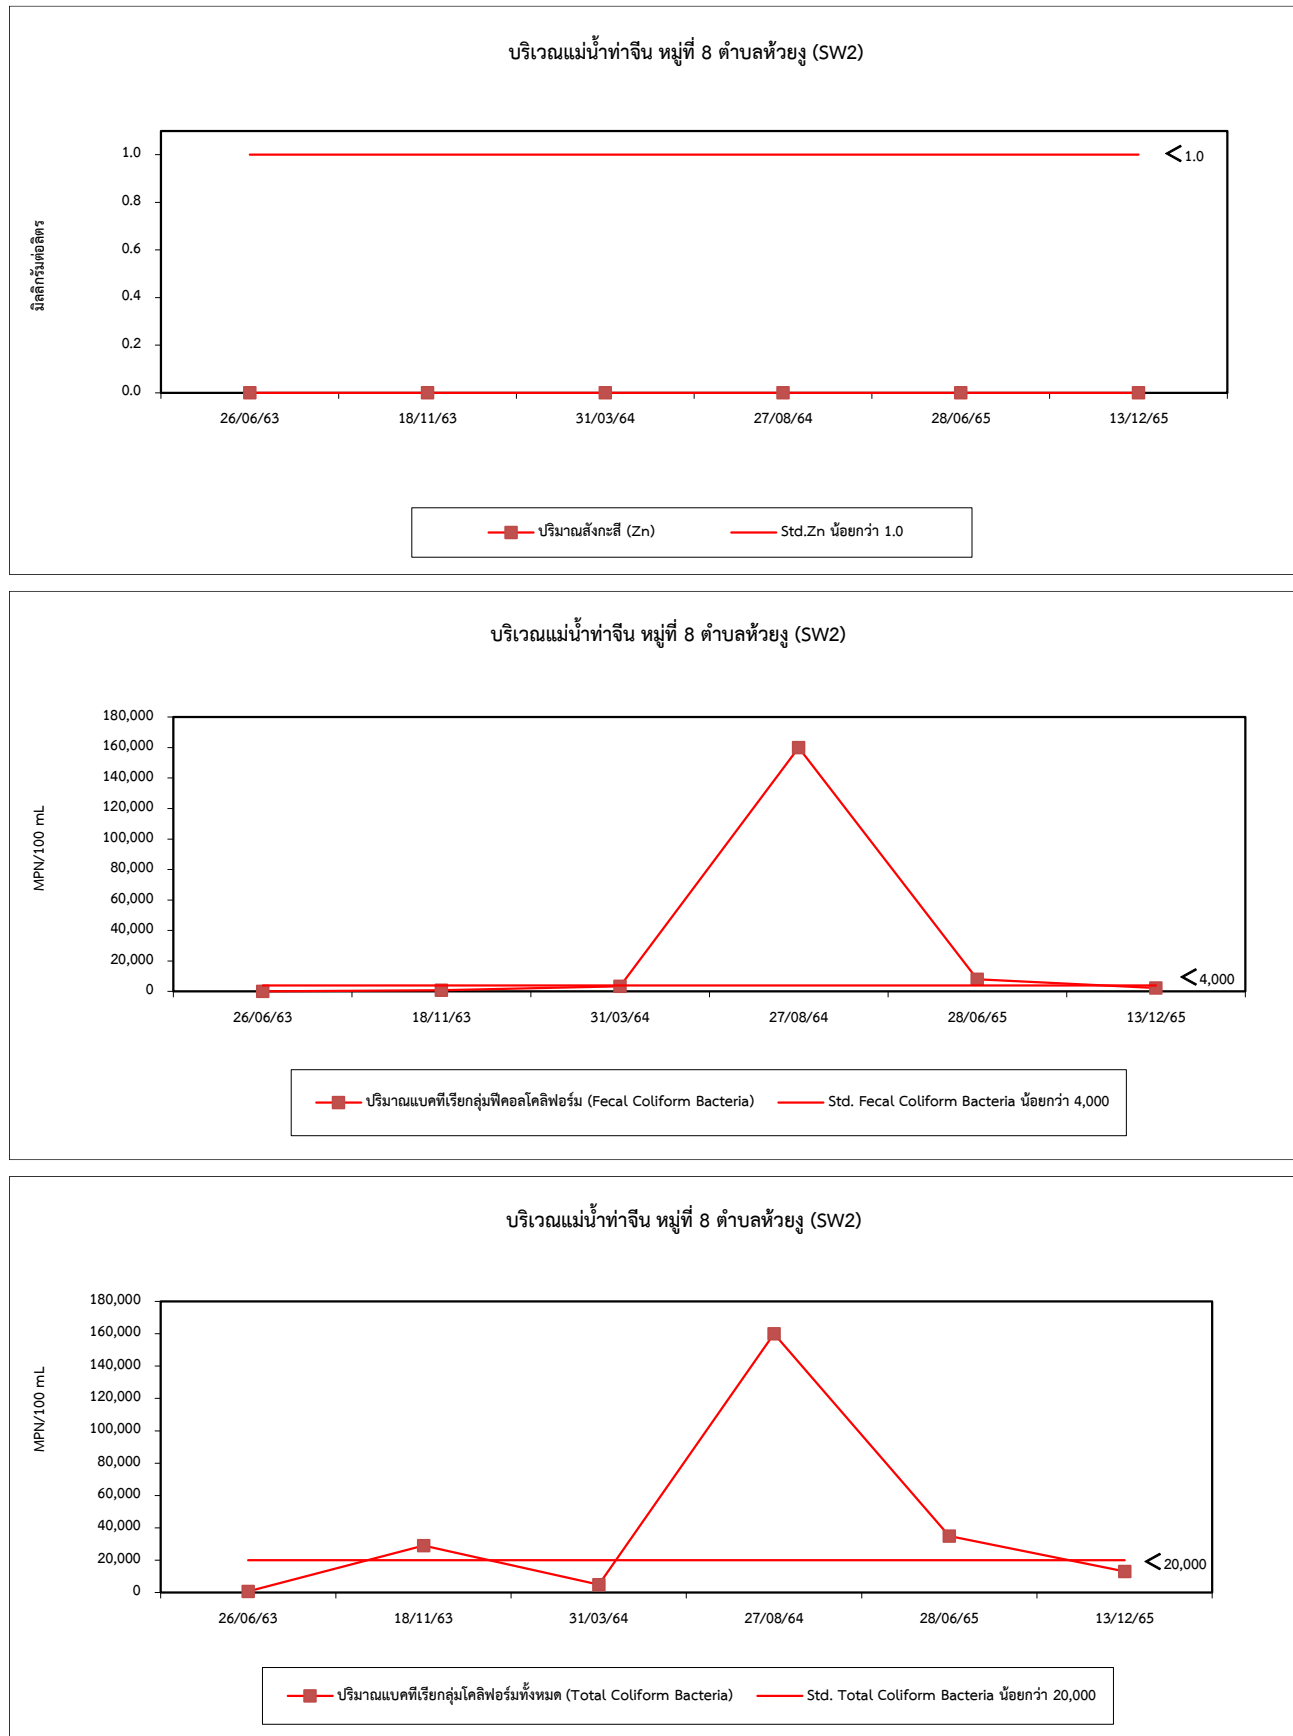 บริเวณแม่น้ำท่าจีน หมู่ที่ 8 ตำบลห้วยงู (SW2)
มิลลิกรัมต่อลิตร
1.0
0.8
0.6
0.4
0.2
0.0
<1.0
26/06/63 18/11/63 31/03/64 27/08/64 28/06/65 13/12/65
ปริมาณสังกะสี (Zn) Std.Zn น้อยกว่า 1.0
บริเวณแม่น้ำท่าจีน หมู่ที่ 8 ตำบลห้วยงู (SW2)
MPN/100 mL
180,000
160,000
140,000
120,000
100,000
80,000
60,000
40,000
20,000
0
<4,000
26/06/63 18/11/63 31/03/64 27/08/64 28/06/65 13/12/65
ปริมาณแบคทีเรียกลุ่มฟีคอลโคลิฟอร์ม (Fecal Coliform Bacteria) Std. Fecal Coliform Bacteria น้อยกว่า 4,000
บริเวณแม่น้ำท่าจีน หมู่ที่ 8 ตำบลห้วยงู (SW2)
MPN/100 mL
180,000
160,000
140,000
120,000
100,000
80,000
60,000
40,000
20,000
0
<20,000
26/06/63 18/11/63 31/03/64 27/08/64 28/06/65 13/12/65
ปริมาณแบคทีเรียกลุ่มโคลิฟอร์มทั้งหมด (Total Coliform Bacteria) Std. Total Coliform Bacteria น้อยกว่า 20,000